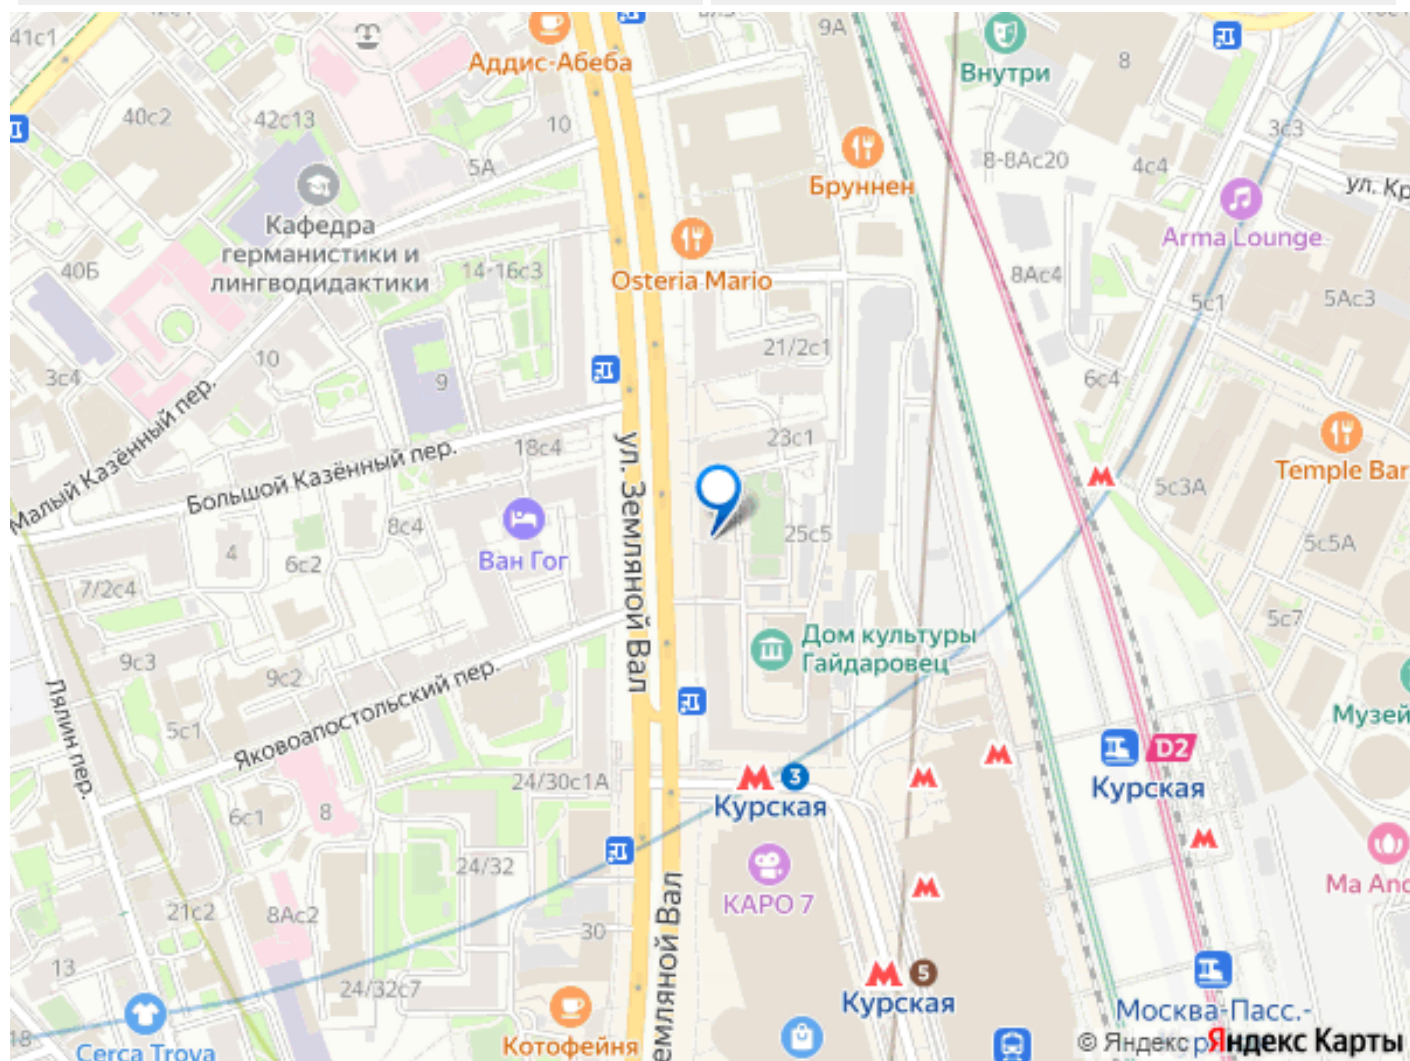 41с1
9А
Аддис-Абеба
Внутри
8
40с2
42с13
10
3с3
5А
8-8Ас20
4с4
Бруннен
ул. Кр
Кафедра
германистики и
лингводидактики
Arma Lounge
40Б
14-16с3
Osteria Mario
8Ас4
5с1
5Ас3
21/2с1
10
3с4
9
6с4
Малый Казённый пер.
Большой Казённый пер.
18с4
ул. Земляной Вал
23с1
Temple Bar
5с3А
8с4
4
6с2
Ван Гог
25с5
5с5А
7/2с4
5с7
Дом культуры
Гайдаровец
9с3
9с2
Лялин пер.
Яковоапостольский пер.
5с1
Музей
D2
Курская
24/30с1А
3
Курская
6с1
8
24/32
КАРО 7
Ma And
21с2
8Ас2
30
Земляной Вал
13
24/32с7
5
Курская
Москва-Пасс.-
18
Cerca Trova
Котофейня
© Яндекс
Яндекс Карты